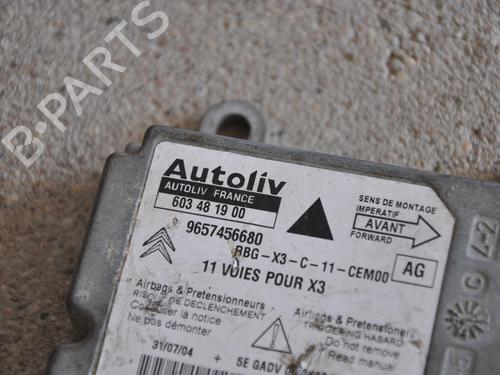 B-PARTS
Autoliv
AUTOLIV FRANCE
603 48 19 00
SENS DE MONTAGE
IMPERATIF
AVANT
FORWARD
9657456680
RBG-X3-C-11-CEM00
AG
11 VOIES POUR X3
Airbags & Pretensionneurs
RISQUE DE DECLENCHEMENT
Consulter la notice
Ne pas démonter
Airbags & Pretensioners
TRIGGERING HASARD
Do not remove
Read manual
31/07/04 + 5E GADV